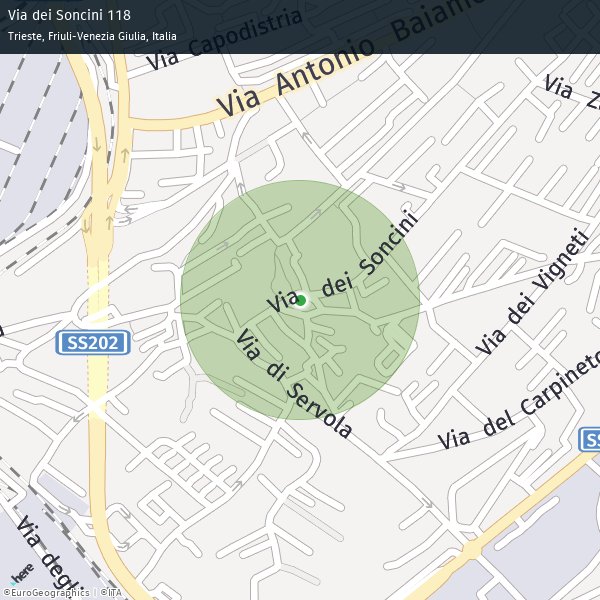 Via dei Soncini 118
Trieste, Friuli-Venezia Giulia, Italia
Via Capodistria
Via Antonio Baiamo
Via Z
Via dei Soncini
Via dei Vigneti
SS202
Via di Servola
Via del Carpineto
SS
Via degli
here
©EuroGeographics | ©ITA